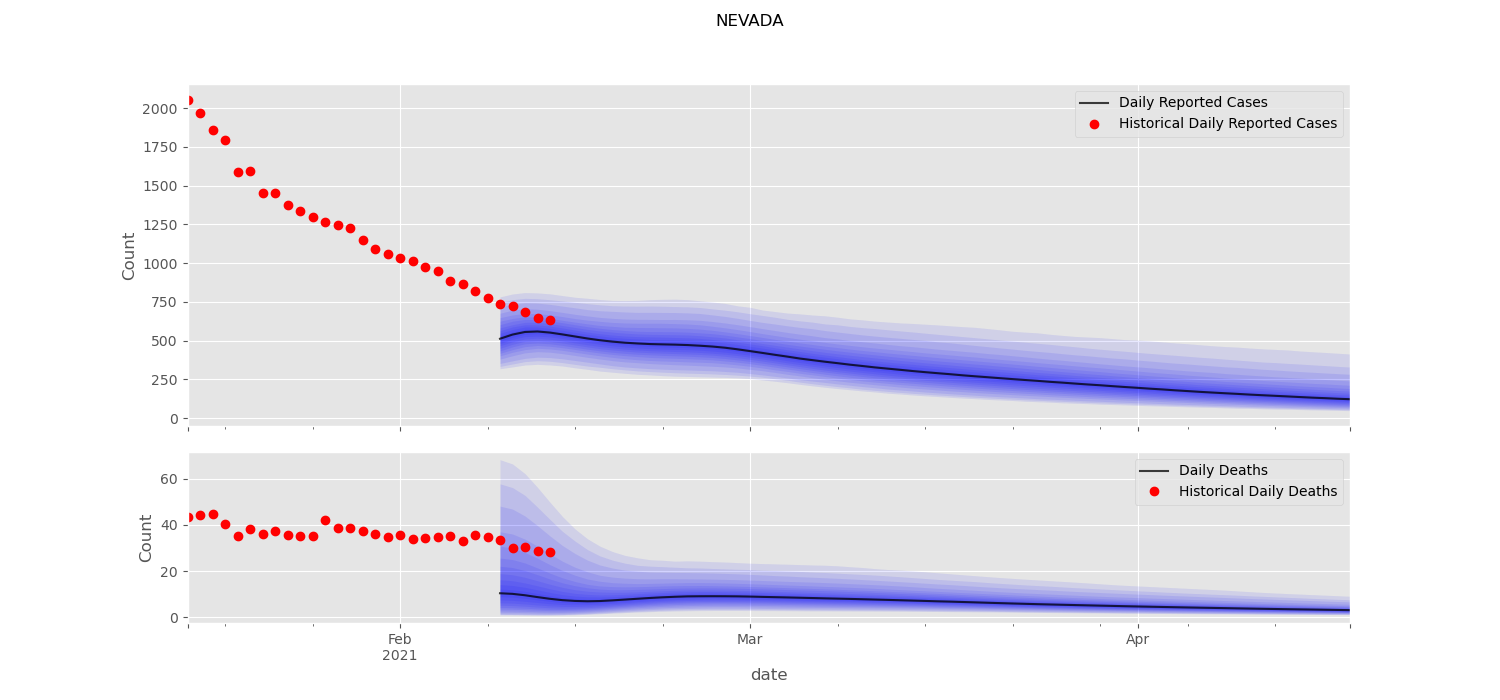 NEVADA
2000
1750
1500
1250
1000
750
500
250
0
Count
Daily Reported Cases
Historical Daily Reported Cases
60
40
20
0
Count
Daily Deaths
Historical Daily Deaths
Feb
2021
Mar
Apr
date